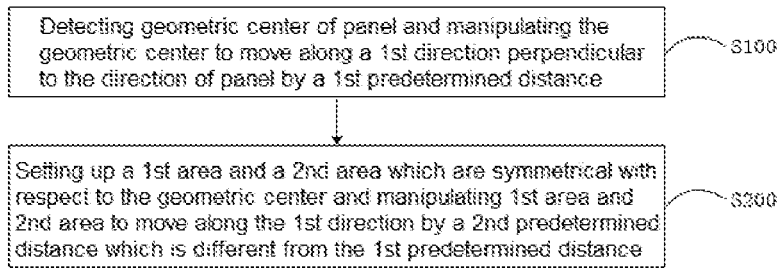 Detecting geometric center of panel and manipulating the
geometric center to move along a 1st direction perpendicular
to the direction of panel by a 1st predetermined distance
S100
Setting up a 1st area and a 2nd area which are symmetrical with
respect to the geometric center and manipulating 1st area and
2nd area to move along the 1st direction by a 2nd predetermined
distance which is different from the 1st predetermined distance
S200